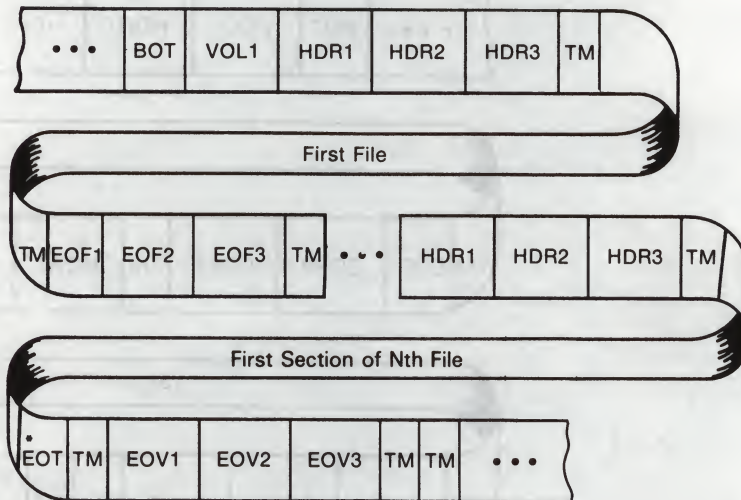 • • • BOT VOL1 HDR1 HDR2 HDR3 TM
First File
TM EOF1 EOF2 EOF3 TM • • • HDR1 HDR2 HDR3 TM
First Section of Nth File
*EOT TM EOV1 EOV2 EOV3 TM TM • • •